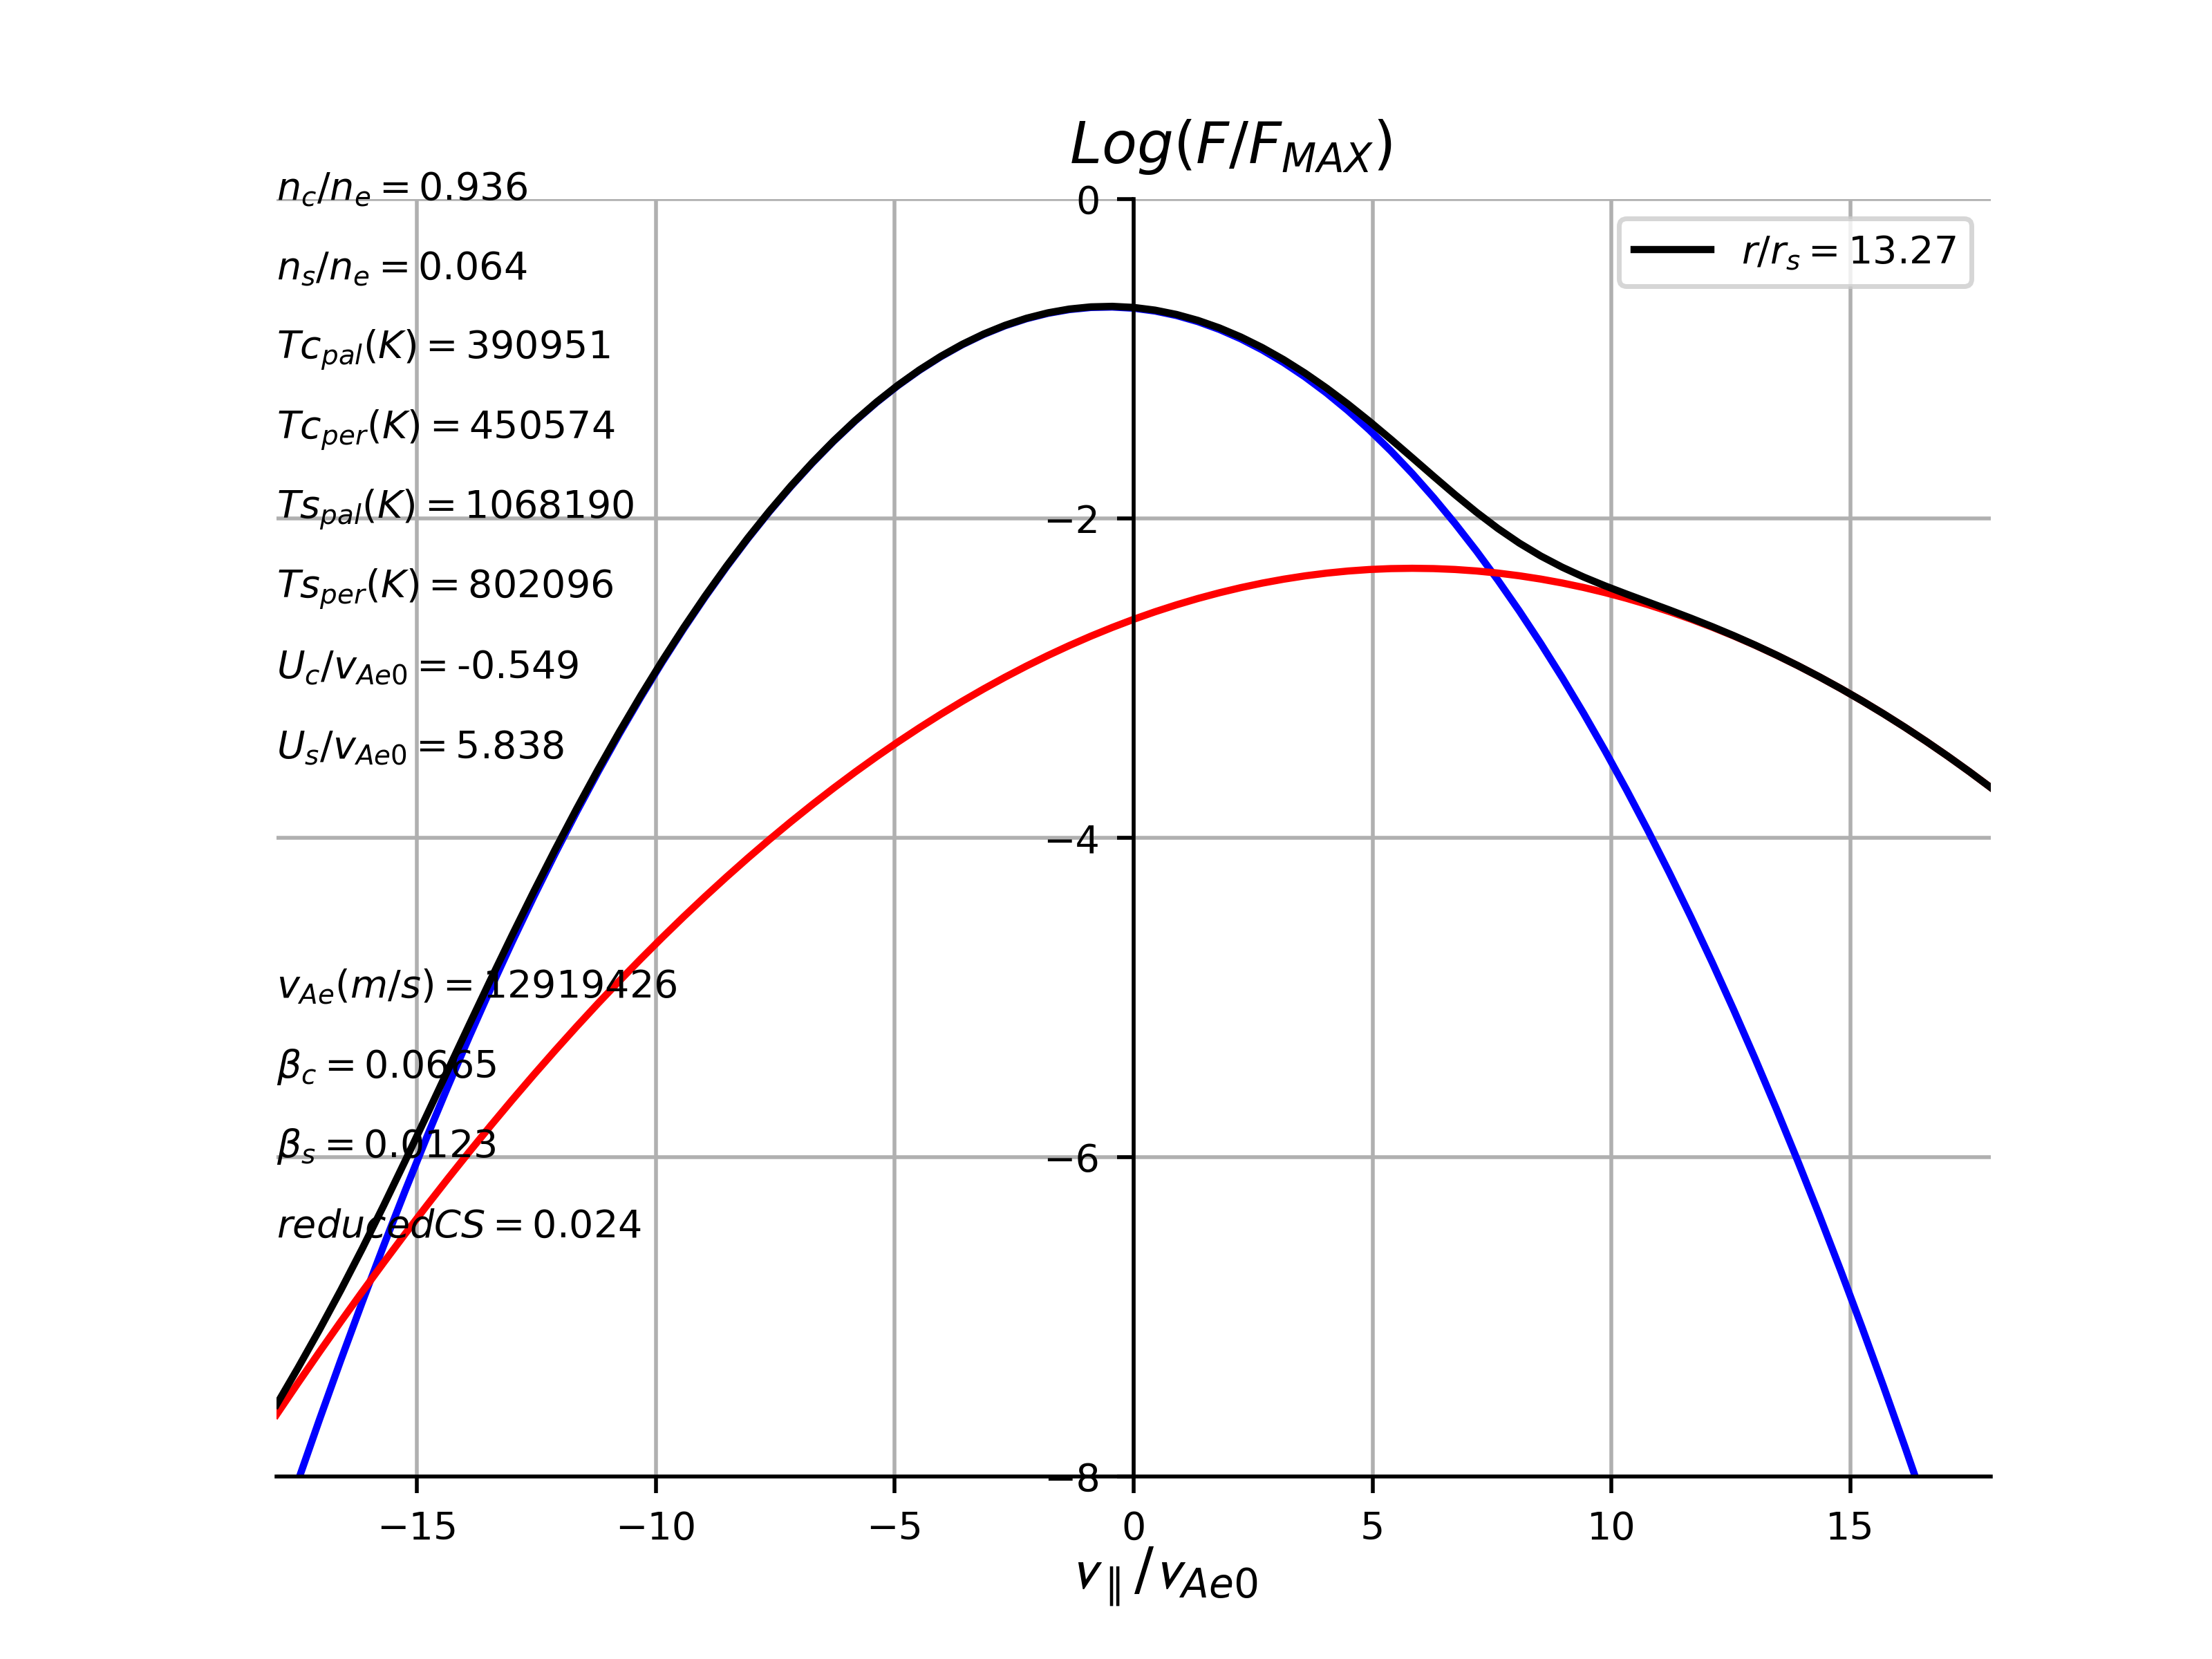 Log(F/F_MAX)
n_c/n_e = 0.936
0
r/r_s = 13.27
n_s/n_e = 0.064
Tc_pal(K) = 390951
Tc_per(K) = 450574
Ts_pal(K) = 1068190
−2
Ts_per(K) = 802096
U_c/v_Ae0 = -0.549
U_s/v_Ae0 = 5.838
−4
v_Ae(m/s) = 12919426
β_c = 0.0665
β_s = 0.0123
−6
reducedCS = 0.024
−8
−15 −10 −5 0 5 10 15
v_∥/v_Ae0